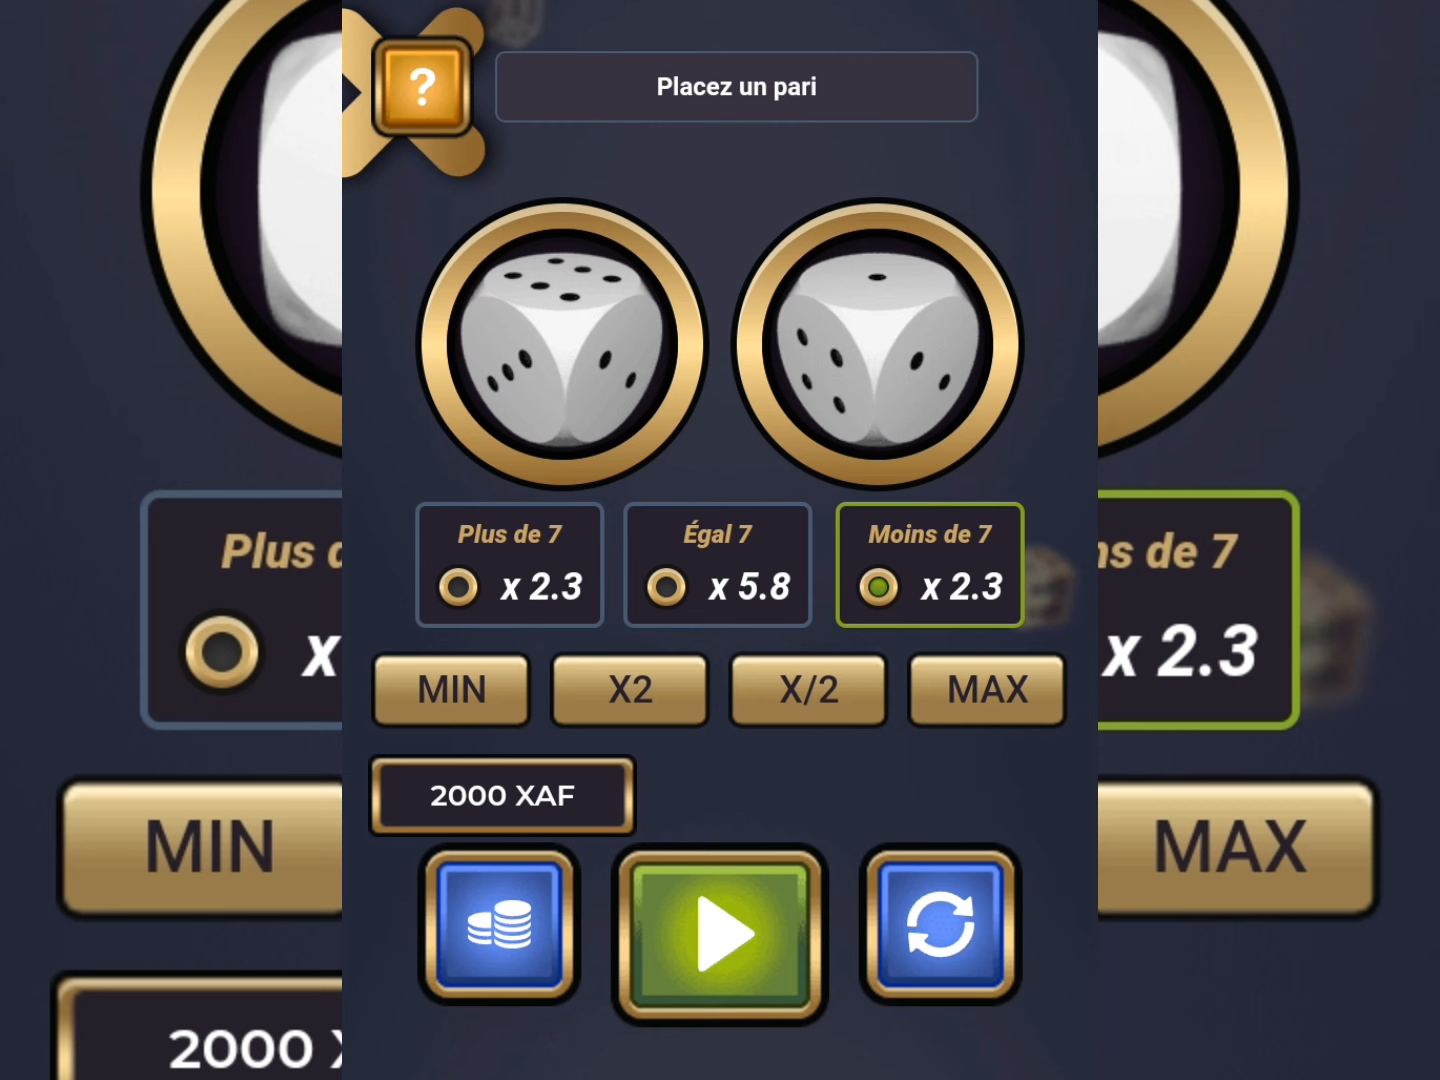 ?
Placez un pari
Plus de 7
Égal 7
Moins de 7
x 2.3
x 5.8
x 2.3
MIN
X2
X/2
MAX
2000 XAF
Plus d
x
ns de 7
x 2.3
MIN
MAX
2000 X